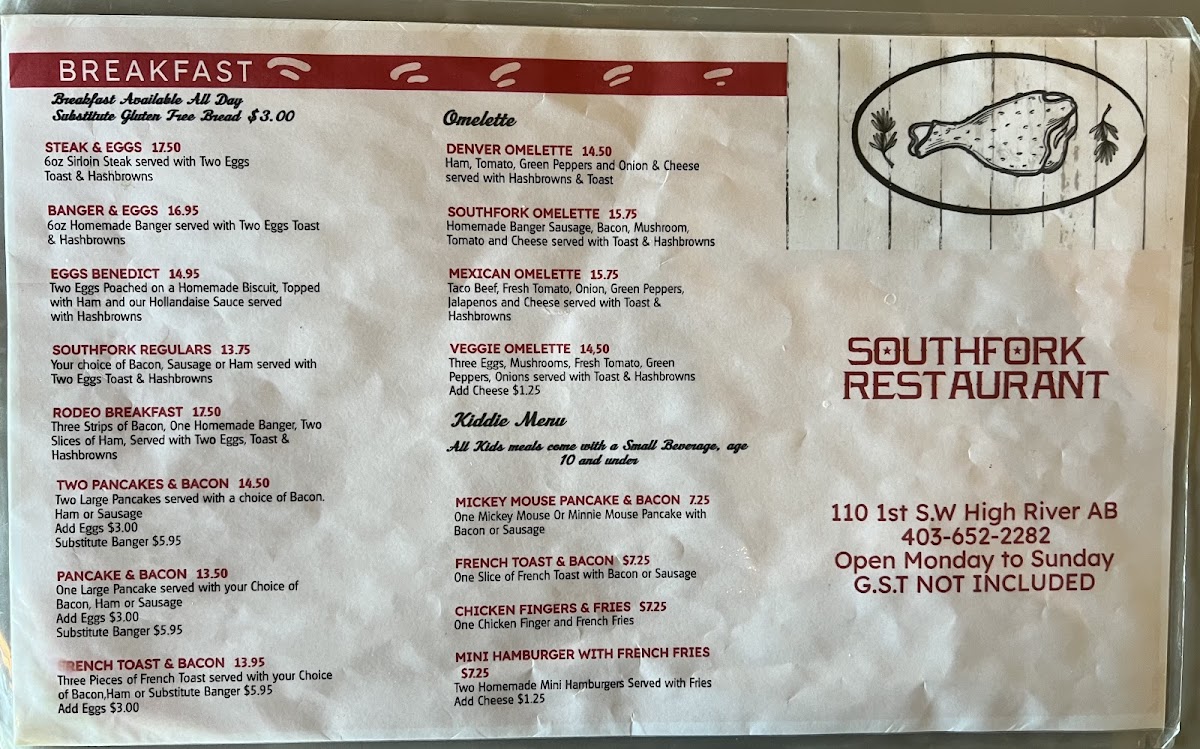 BREAKFAST
Breakfast Available All Day
Substitute Gluten Free Bread $3.00
STEAK & EGGS 17.50
6oz Sirloin Steak served with Two Eggs
Toast & Hashbrowns
BANGER & EGGS 16.95
6oz Homemade Banger served with Two Eggs Toast
& Hashbrowns
EGGS BENEDICT 14.95
Two Eggs Poached on a Homemade Biscuit, Topped
with Ham and our Hollandaise Sauce served
with Hashbrowns
SOUTHFORK REGULARS 13.75
Your choice of Bacon, Sausage or Ham served with
Two Eggs Toast & Hashbrowns
RODEO BREAKFAST 17.50
Three Strips of Bacon, One Homemade Banger, Two
Slices of Ham, Served with Two Eggs, Toast &
Hashbrowns
TWO PANCAKES & BACON 14.50
Two Large Pancakes served with a choice of Bacon.
Ham or Sausage
Add Eggs $3.00
Substitute Banger $5.95
PANCAKE & BACON 13.50
One Large Pancake served with your Choice of
Bacon, Ham or Sausage
Add Eggs $3.00
Substitute Banger $5.95
FRENCH TOAST & BACON 13.95
Three Pieces of French Toast served with your Choice
of Bacon,Ham or Substitute Banger $5.95
Add Eggs $3.00
Omelette
DENVER OMELETTE 14.50
Ham, Tomato, Green Peppers and Onion & Cheese
served with Hashbrowns & Toast
SOUTHFORK OMELETTE 15.75
Homemade Banger Sausage, Bacon, Mushroom,
Tomato and Cheese served with Toast & Hashbrowns
MEXICAN OMELETTE 15.75
Taco Beef, Fresh Tomato, Onion, Green Peppers,
Jalapenos and Cheese served with Toast &
Hashbrowns
VEGGIE OMELETTE 14,50
Three Eggs, Mushrooms, Fresh Tomato, Green
Peppers, Onions served with Toast & Hashbrowns
Add Cheese $1.25
Kiddie Menu
All Kids meals come with a Small Beverage, age
10 and under
MICKEY MOUSE PANCAKE & BACON 7.25
One Mickey Mouse Or Minnie Mouse Pancake with
Bacon or Sausage
FRENCH TOAST & BACON $7.25
One Slice of French Toast with Bacon or Sausage
CHICKEN FINGERS & FRIES $7.25
One Chicken Finger and French Fries
MINI HAMBURGER WITH FRENCH FRIES
$7.25
Two Homemade Mini Hamburgers Served with Fries
Add Cheese $1.25
SOUTHFORK
RESTAURANT
110 1st S.W High River AB
403-652-2282
Open Monday to Sunday
G.S.T NOT INCLUDED